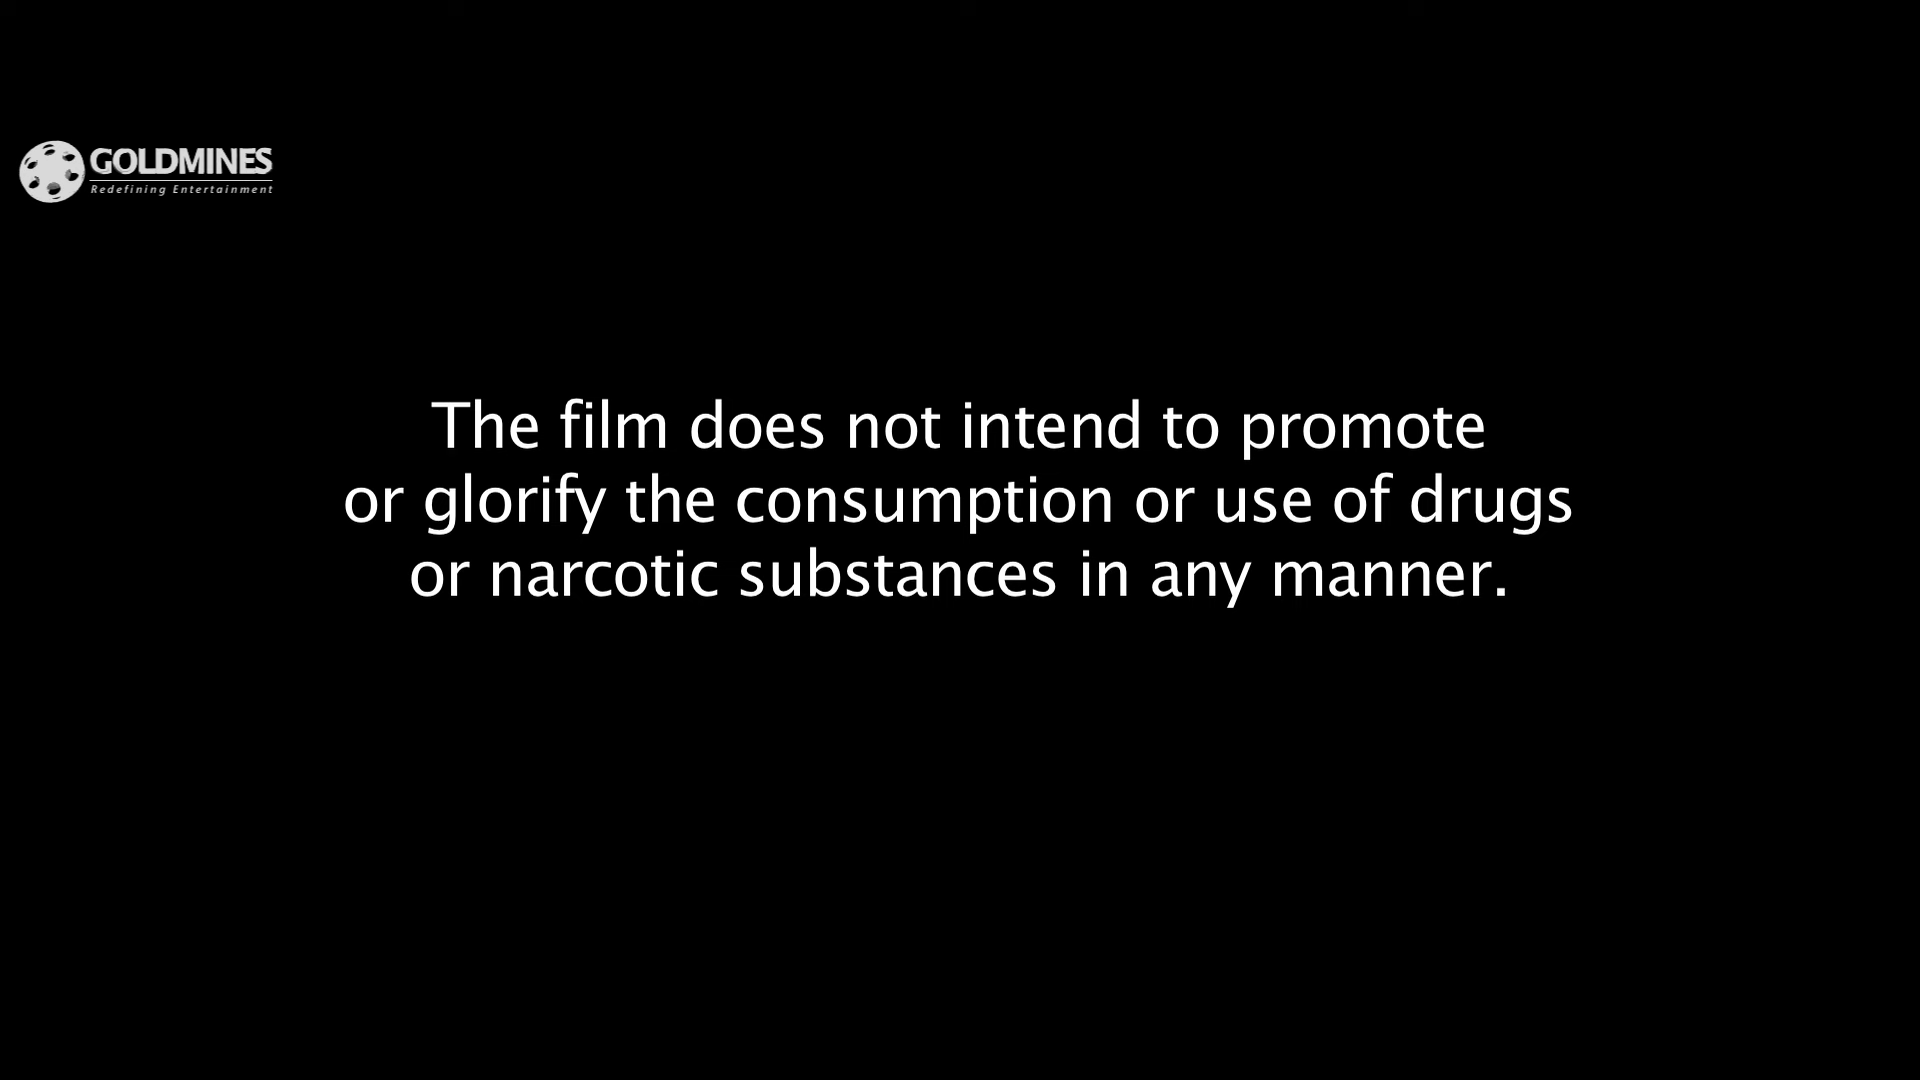 GOLDMINES
Redefining Entertainment
The film does not intend to promote
or glorify the consumption or use of drugs
or narcotic substances in any manner.